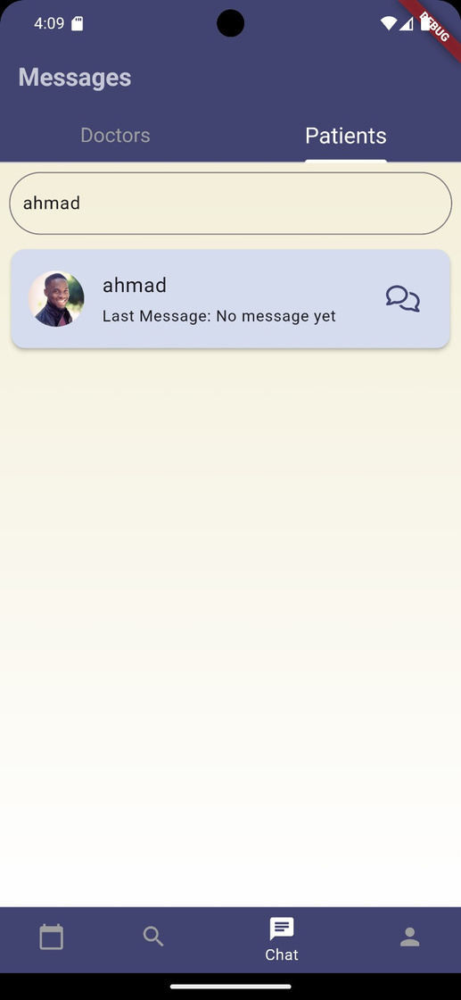 4:09
DEBUG
Messages
Doctors
Patients
ahmad
ahmad
Last Message: No message yet
Chat